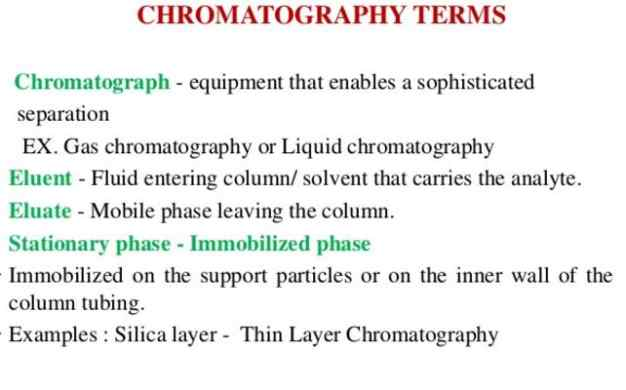 CHROMATOGRAPHY TERMS
Chromatograph - equipment that enables a sophisticated
separation
EX. Gas chromatography or Liquid chromatography
Eluent - Fluid entering column/ solvent that carries the analyte.
Eluate - Mobile phase leaving the column.
Stationary phase - Immobilized phase
Immobilized on the support particles or on the inner wall of the
column tubing.
Examples : Silica layer - Thin Layer Chromatography